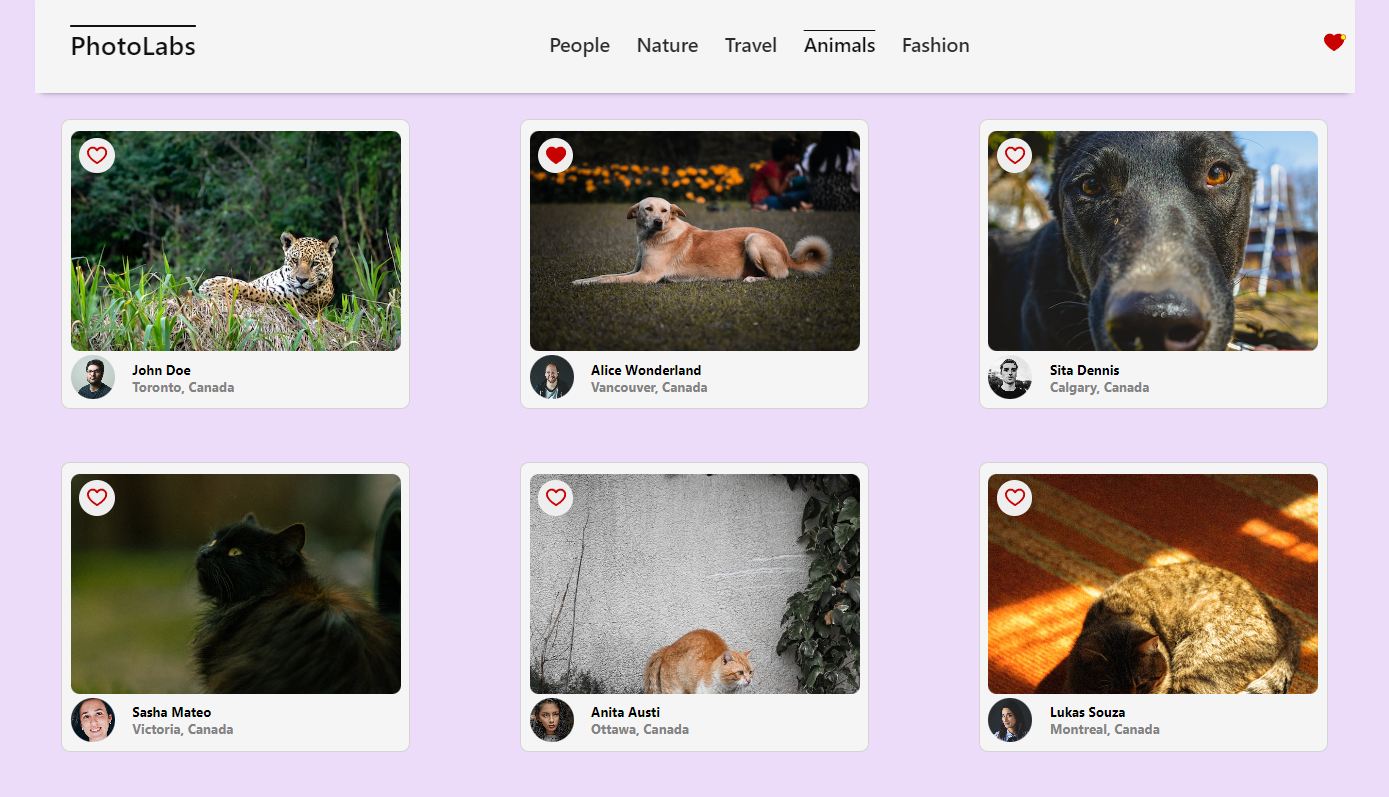 PhotoLabs
People Nature Travel Animals Fashion
John Doe
Toronto, Canada
Alice Wonderland
Vancouver, Canada
Sita Dennis
Calgary, Canada
Sasha Mateo
Victoria, Canada
Anita Austi
Ottawa, Canada
Lukas Souza
Montreal, Canada